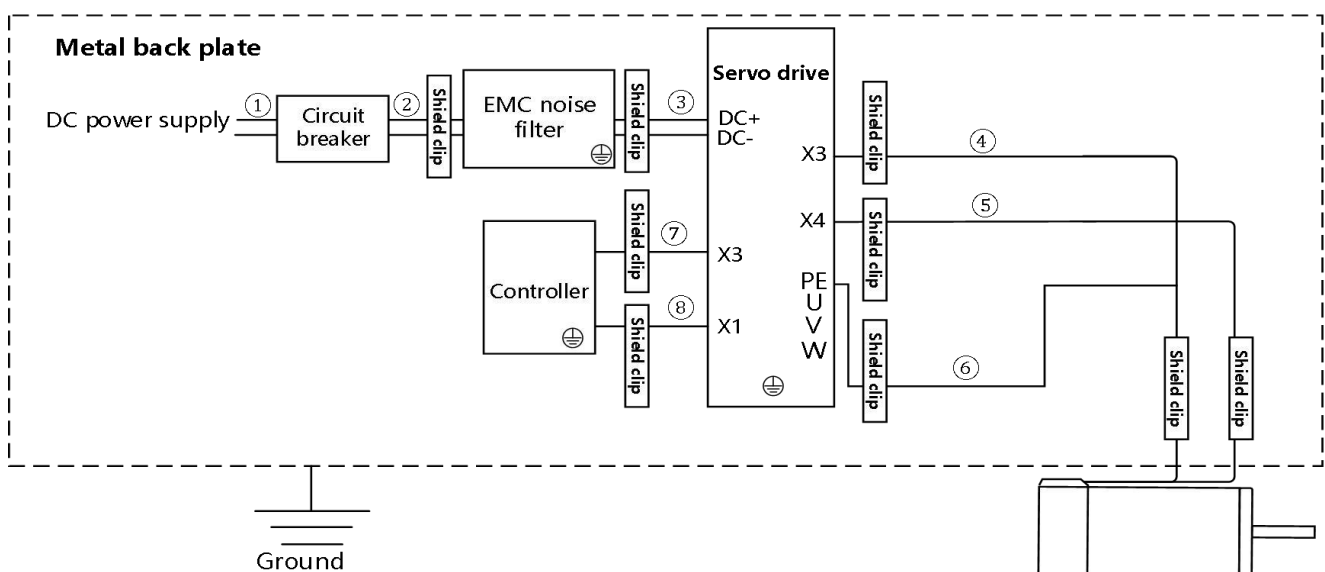 Metal back plate
DC power supply
①
Circuit
breaker
②
Shield clip
EMC noise
filter
Shield clip
③
Servo drive
DC+
DC-
X3
Shield clip
④
X4
Shield clip
⑤
Controller
Shield clip
⑦
X3
Shield clip
⑧
X1
PE
U
V
W
Shield clip
⑥
Shield clip
Shield clip
Ground